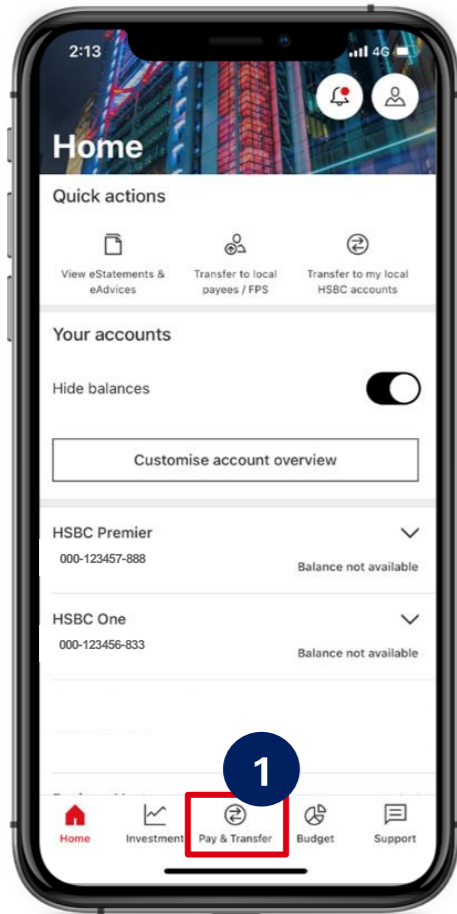 2:13
4G
Home
Quick actions
View eStatements & eAdvices
Transfer to local payees / FPS
Transfer to my local HSBC accounts
Your accounts
Hide balances
Customise account overview
HSBC Premier
000-123457-888
Balance not available
HSBC One
000-123456-833
Balance not available
1
Home
Investment
Pay & Transfer
Budget
Support